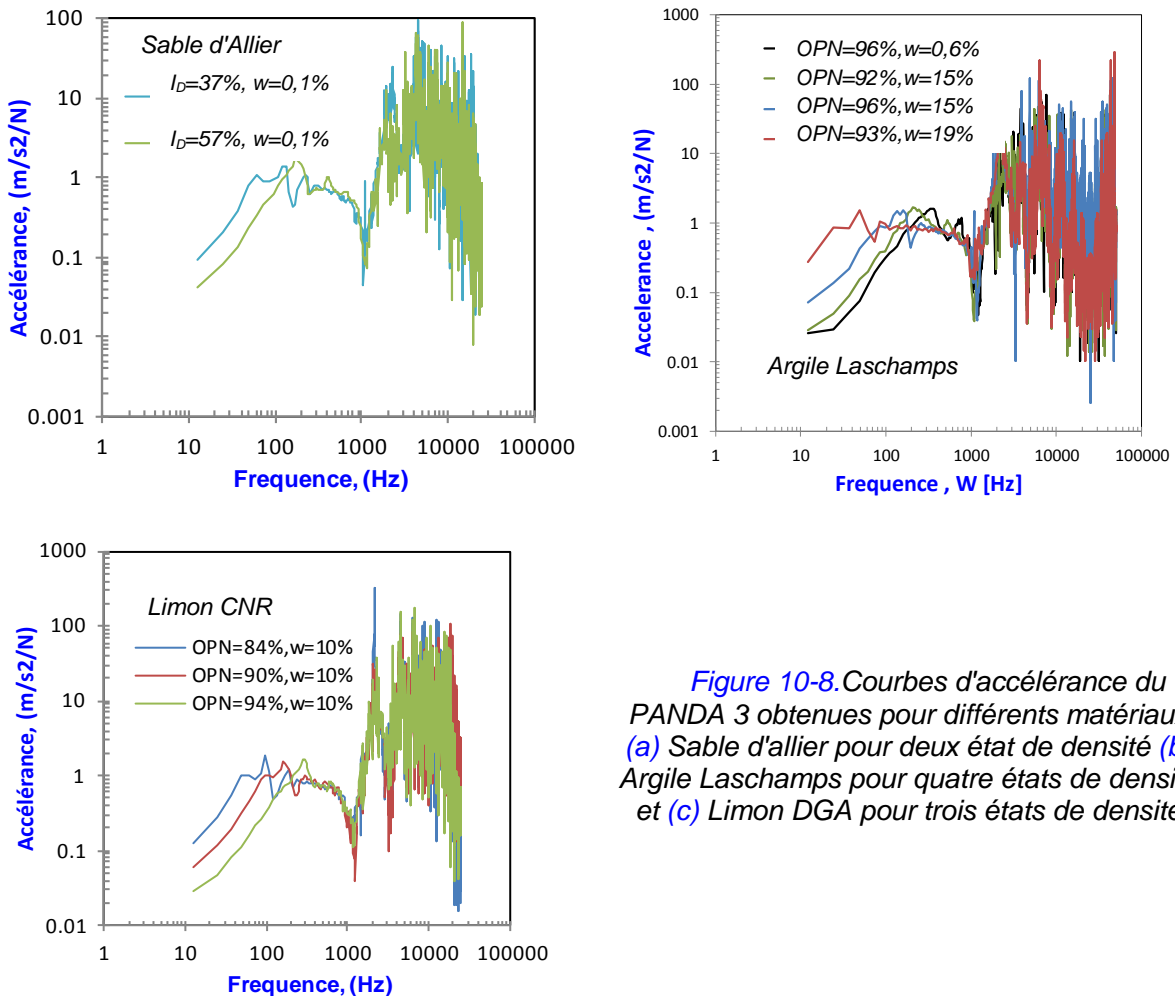 100
10
1
0.1
0.01
0.001
Accélérance, (m/s2/N)
Sable d'Allier
I_D=37%, w=0,1%
I_D=57%, w=0,1%
1
10
100
1000
10000
100000
Frequence, (Hz)
1000
100
10
1
0.1
0.01
0.001
Accelerance , (m/s2/N)
OPN=96%,w=0,6%
OPN=92%,w=15%
OPN=96%,w=15%
OPN=93%,w=19%
Argile Laschamps
1
10
100
1000
10000
100000
Frequence , W [Hz]
1000
100
10
1
0.1
0.01
Accélérance, (m/s2/N)
Limon CNR
OPN=84%,w=10%
OPN=90%,w=10%
OPN=94%,w=10%
1
10
100
1000
10000
100000
Frequence, (Hz)
Figure 10-8.Courbes d'accélérance du
PANDA 3 obtenues pour différents matériau
(a) Sable d'allier pour deux état de densité (b
Argile Laschamps pour quatre états de densi
et (c) Limon DGA pour trois états de densité